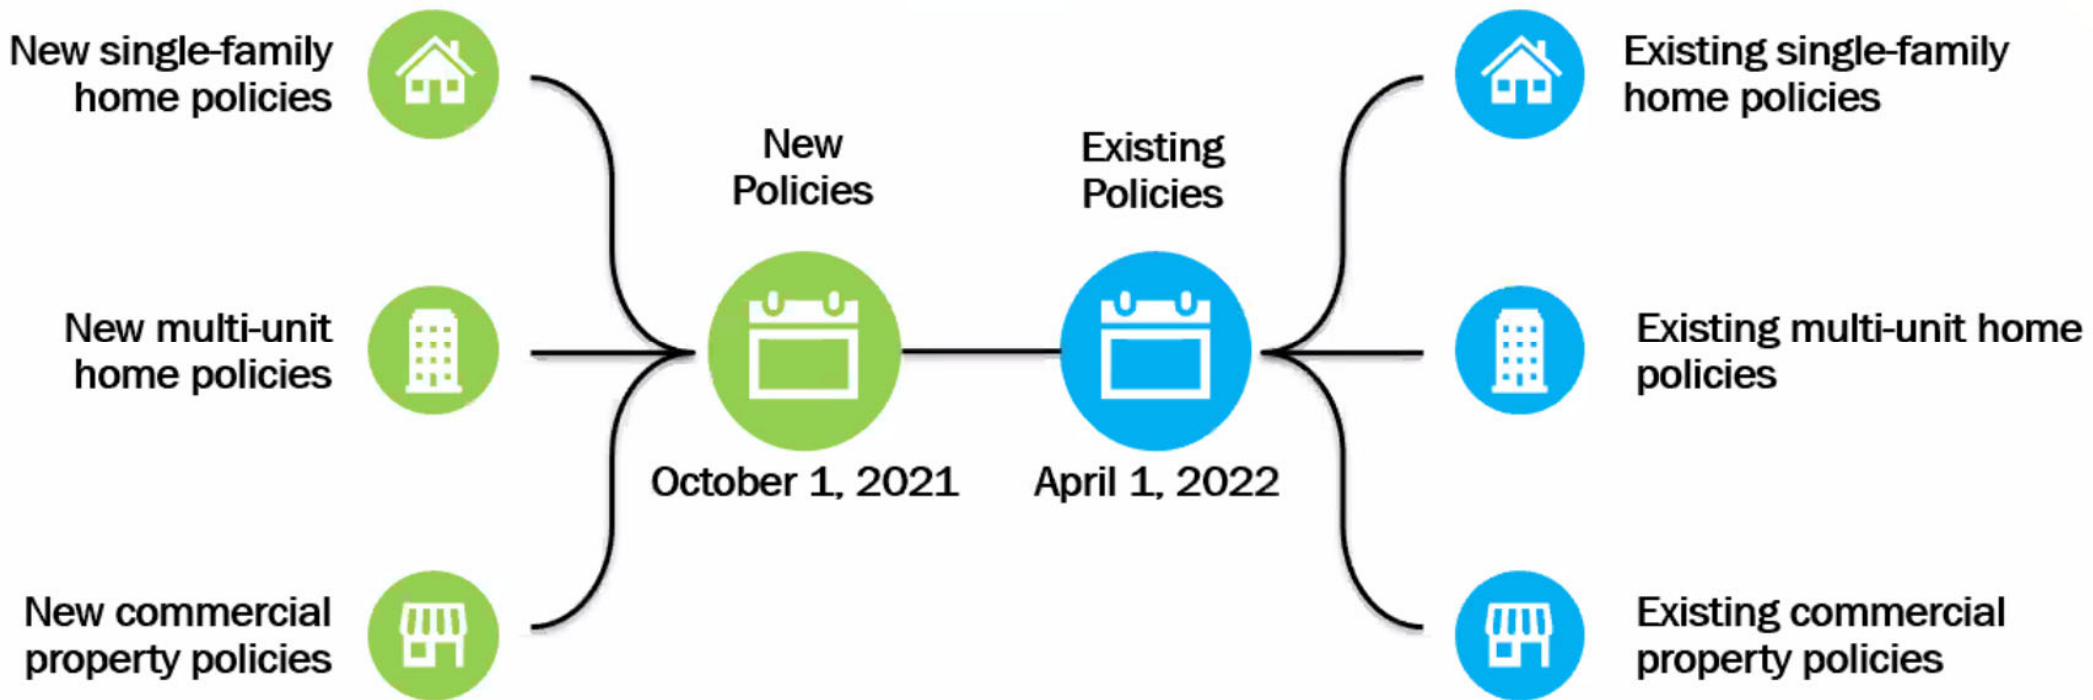 New single-family
home policies
New multi-unit
home policies
New commercial
property policies
New
Policies
October 1, 2021
Existing
Policies
April 1, 2022
Existing single-family
home policies
Existing multi-unit home
policies
Existing commercial
property policies